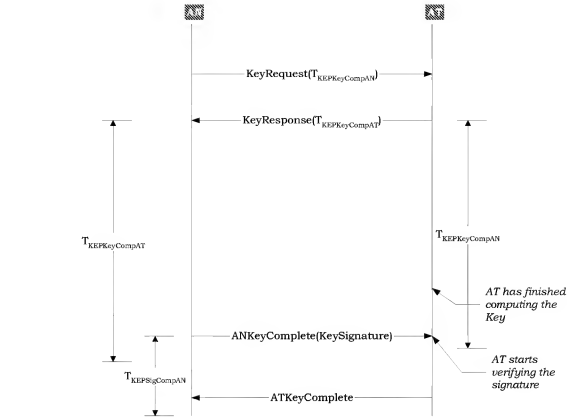 AN
AT
KeyRequest(TKEPKeyCompAN)
KeyResponse(TKEPKeyCompAT)
TKEPKeyCompAT
TKEPKeyCompAN
AT has finished
computing the
Key
ANKeyComplete(KeySignature)
AT starts
verifying the
signature
TKEPSigCompAN
ATKeyComplete